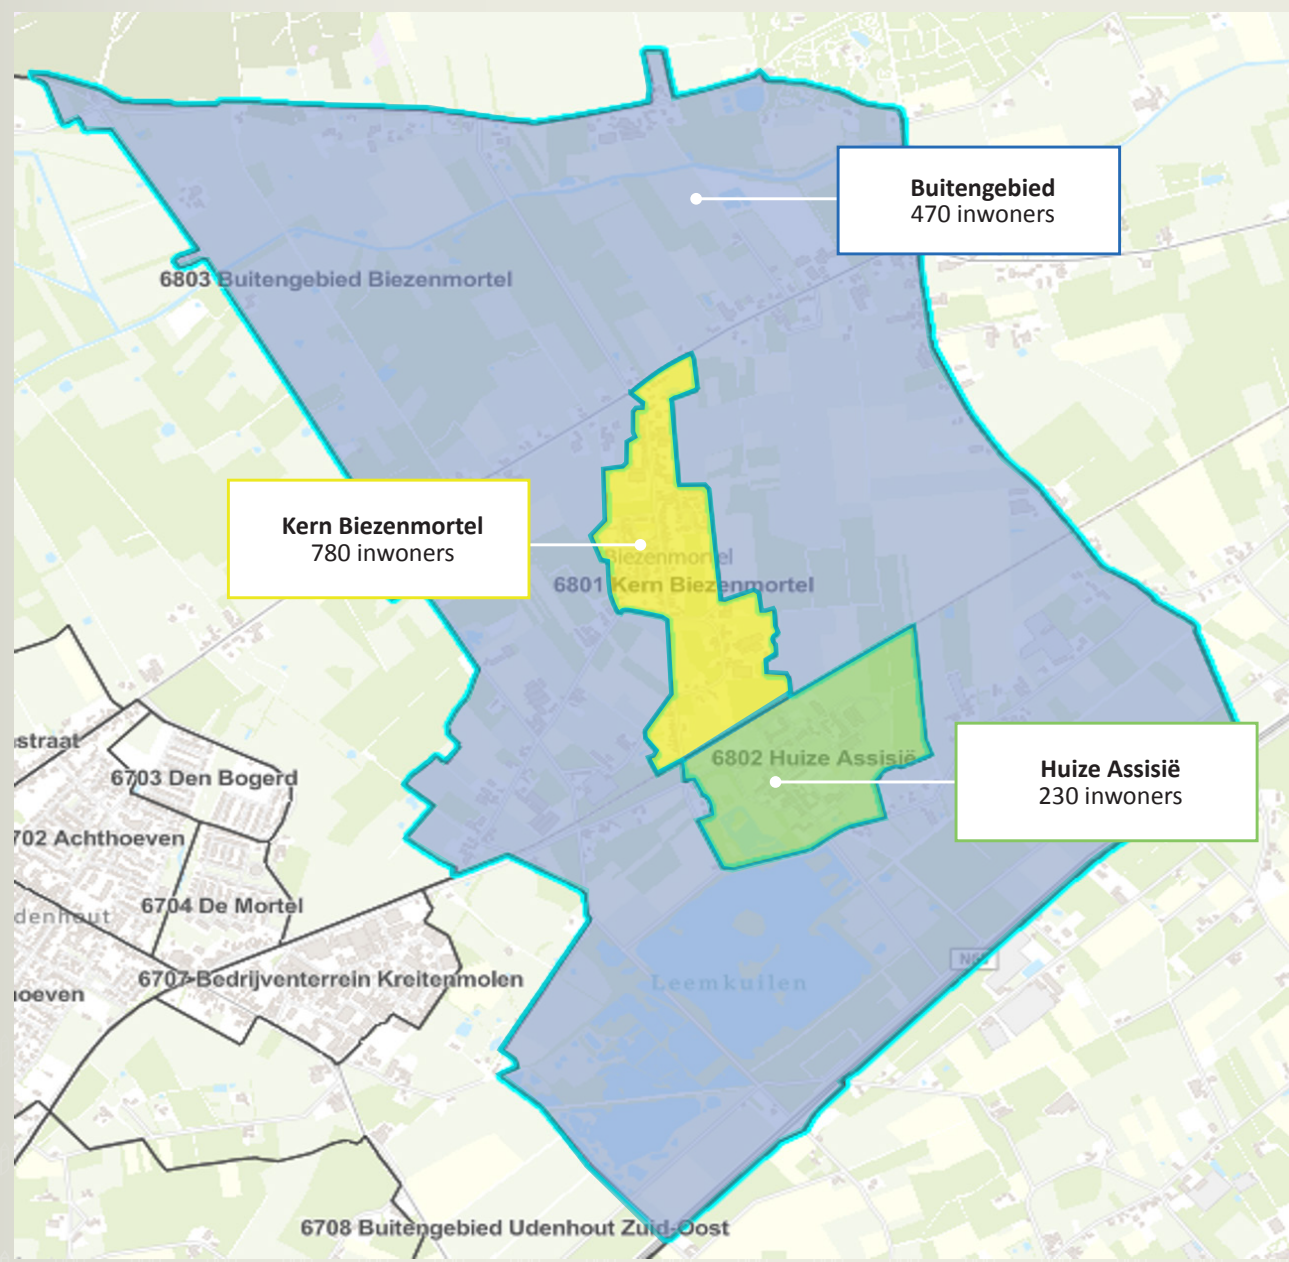 Buitengebied
470 inwoners
6803 Buitengebied Biezenmortel
Kern Biezenmortel
780 inwoners
Biezenmortel
6801 Kern Biezenmortel
6802 Huize Assisië
Huize Assisië
230 inwoners
straat
6703 Den Bogerd
702 Achthoeven
6704 De Mortel
denhout
6707 Bedrijventerrein Kreitenmolen
oeven
Leemkuilen
N65
6708 Buitengebied Udenhout Zuid-Oost